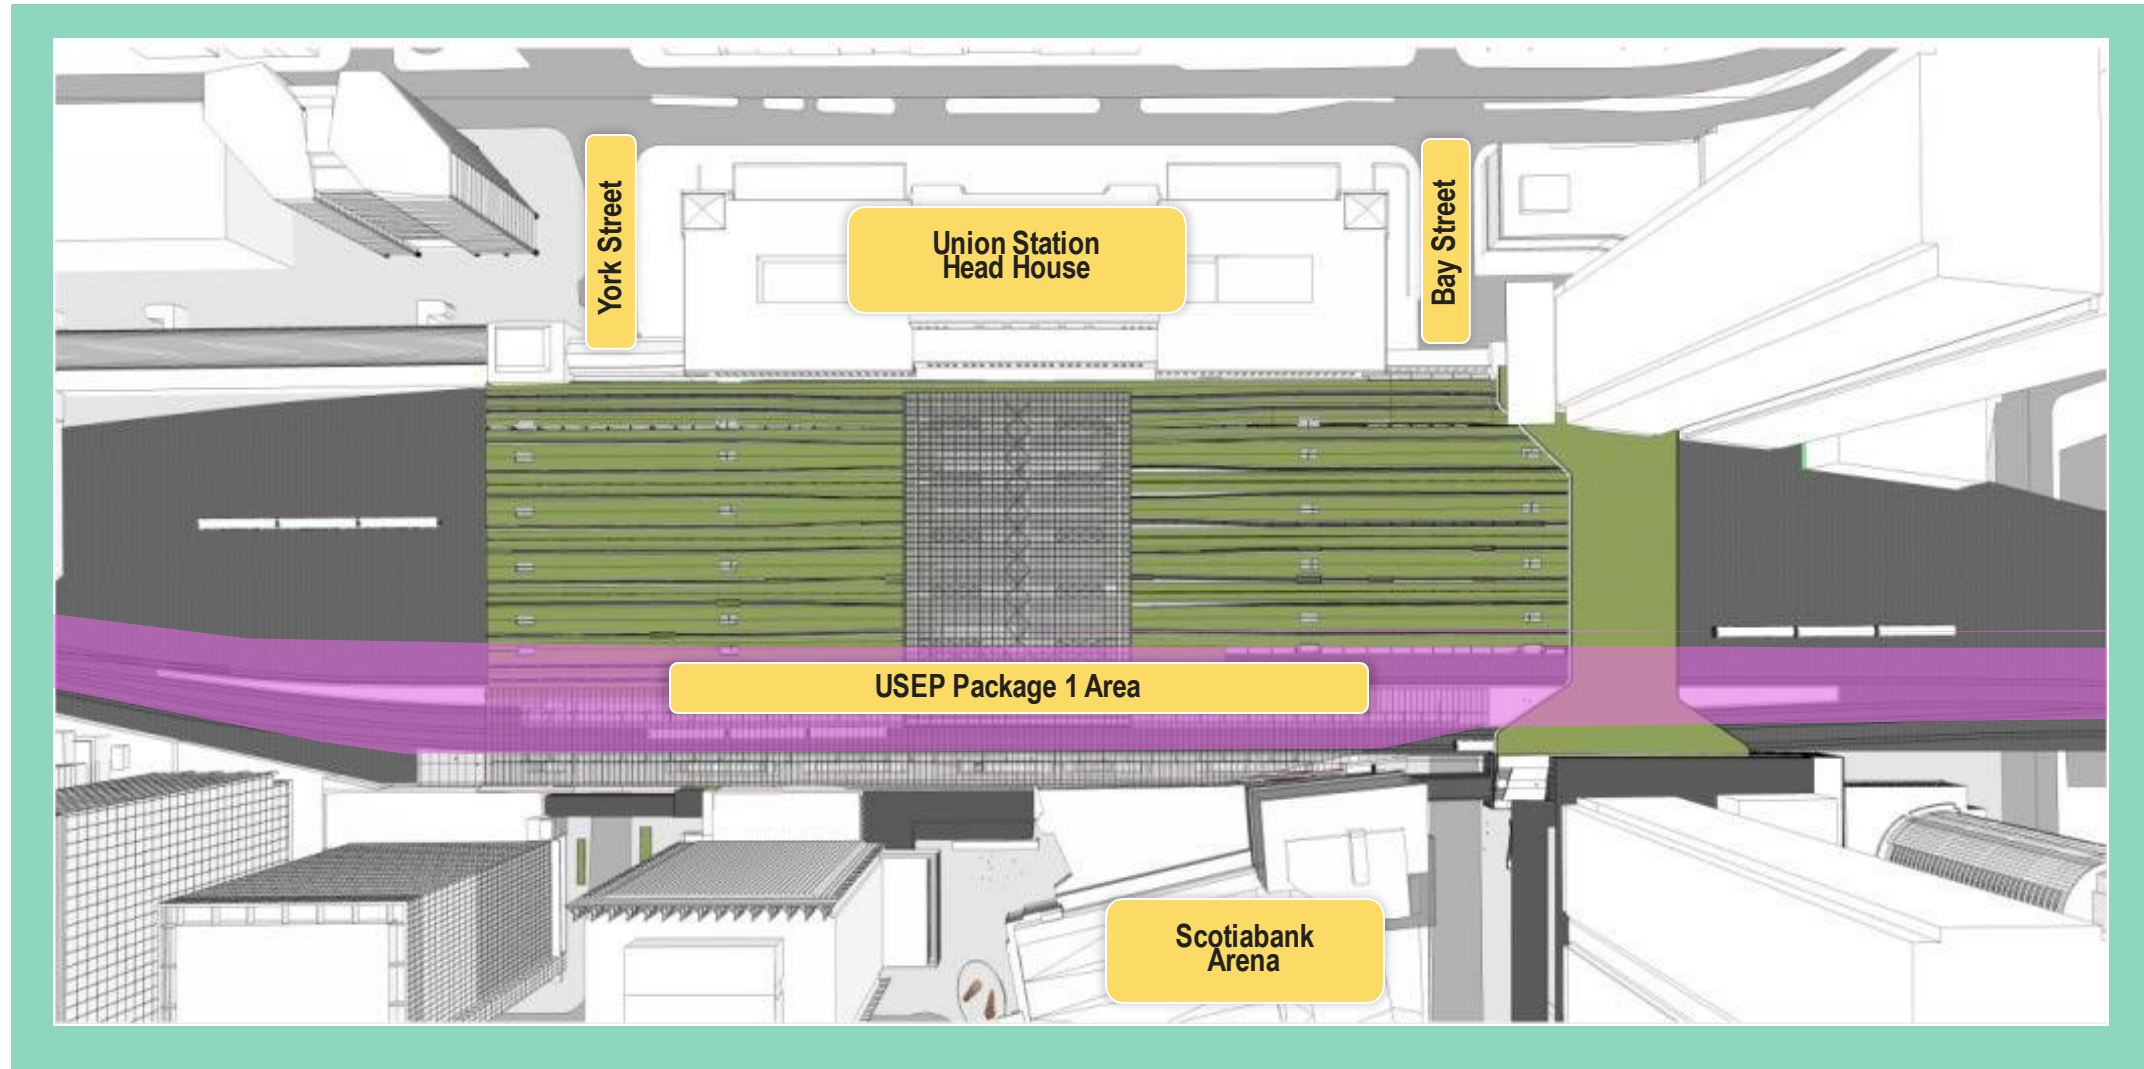 York Street
Union Station
Head House
Bay Street
USEP Package 1 Area
Scotiabank
Arena